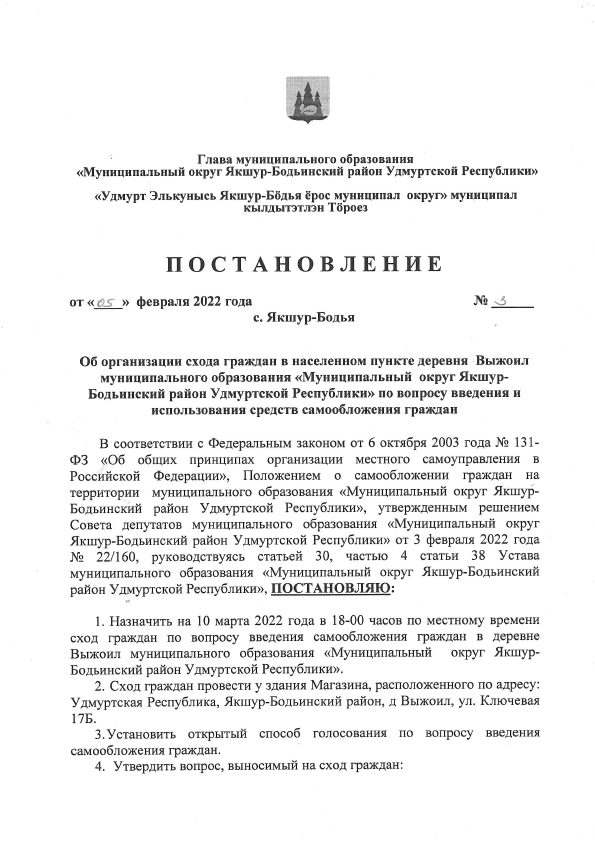 Глава муниципального образования
«Муниципальный округ Якшур-Бодьинский район Удмуртской Республики»
«Удмурт Элькунысь Якшур-Бӧдья ёрос муниципал округ» муниципал
кылдытэтлэн Тӧроез
ПОСТАНОВЛЕНИЕ
от «05» февраля 2022 года № 3
с. Якшур-Бодья
Об организации схода граждан в населенном пункте деревня Выжоил
муниципального образования «Муниципальный округ Якшур-
Бодьинский район Удмуртской Республики» по вопросу введения и
использования средств самообложения граждан
В соответствии с Федеральным законом от 6 октября 2003 года № 131-
ФЗ «Об общих принципах организации местного самоуправления в
Российской Федерации», Положением о самообложении граждан на
территории муниципального образования «Муниципальный округ Якшур-
Бодьинский район Удмуртской Республики», утвержденным решением
Совета депутатов муниципального образования «Муниципальный округ
Якшур-Бодьинский район Удмуртской Республики» от 3 февраля 2022 года
№ 22/160, руководствуясь статьей 30, частью 4 статьи 38 Устава
муниципального образования «Муниципальный округ Якшур-Бодьинский
район Удмуртской Республики», ПОСТАНОВЛЯЮ:
1. Назначить на 10 марта 2022 года в 18-00 часов по местному времени
сход граждан по вопросу введения самообложения граждан в деревне
Выжоил муниципального образования «Муниципальный округ Якшур-
Бодьинский район Удмуртской Республики».
2. Сход граждан провести у здания Магазина, расположенного по адресу:
Удмуртская Республика, Якшур-Бодьинский район, д Выжоил, ул. Ключевая
17Б.
3.Установить открытый способ голосования по вопросу введения
самообложения граждан.
4. Утвердить вопрос, выносимый на сход граждан: